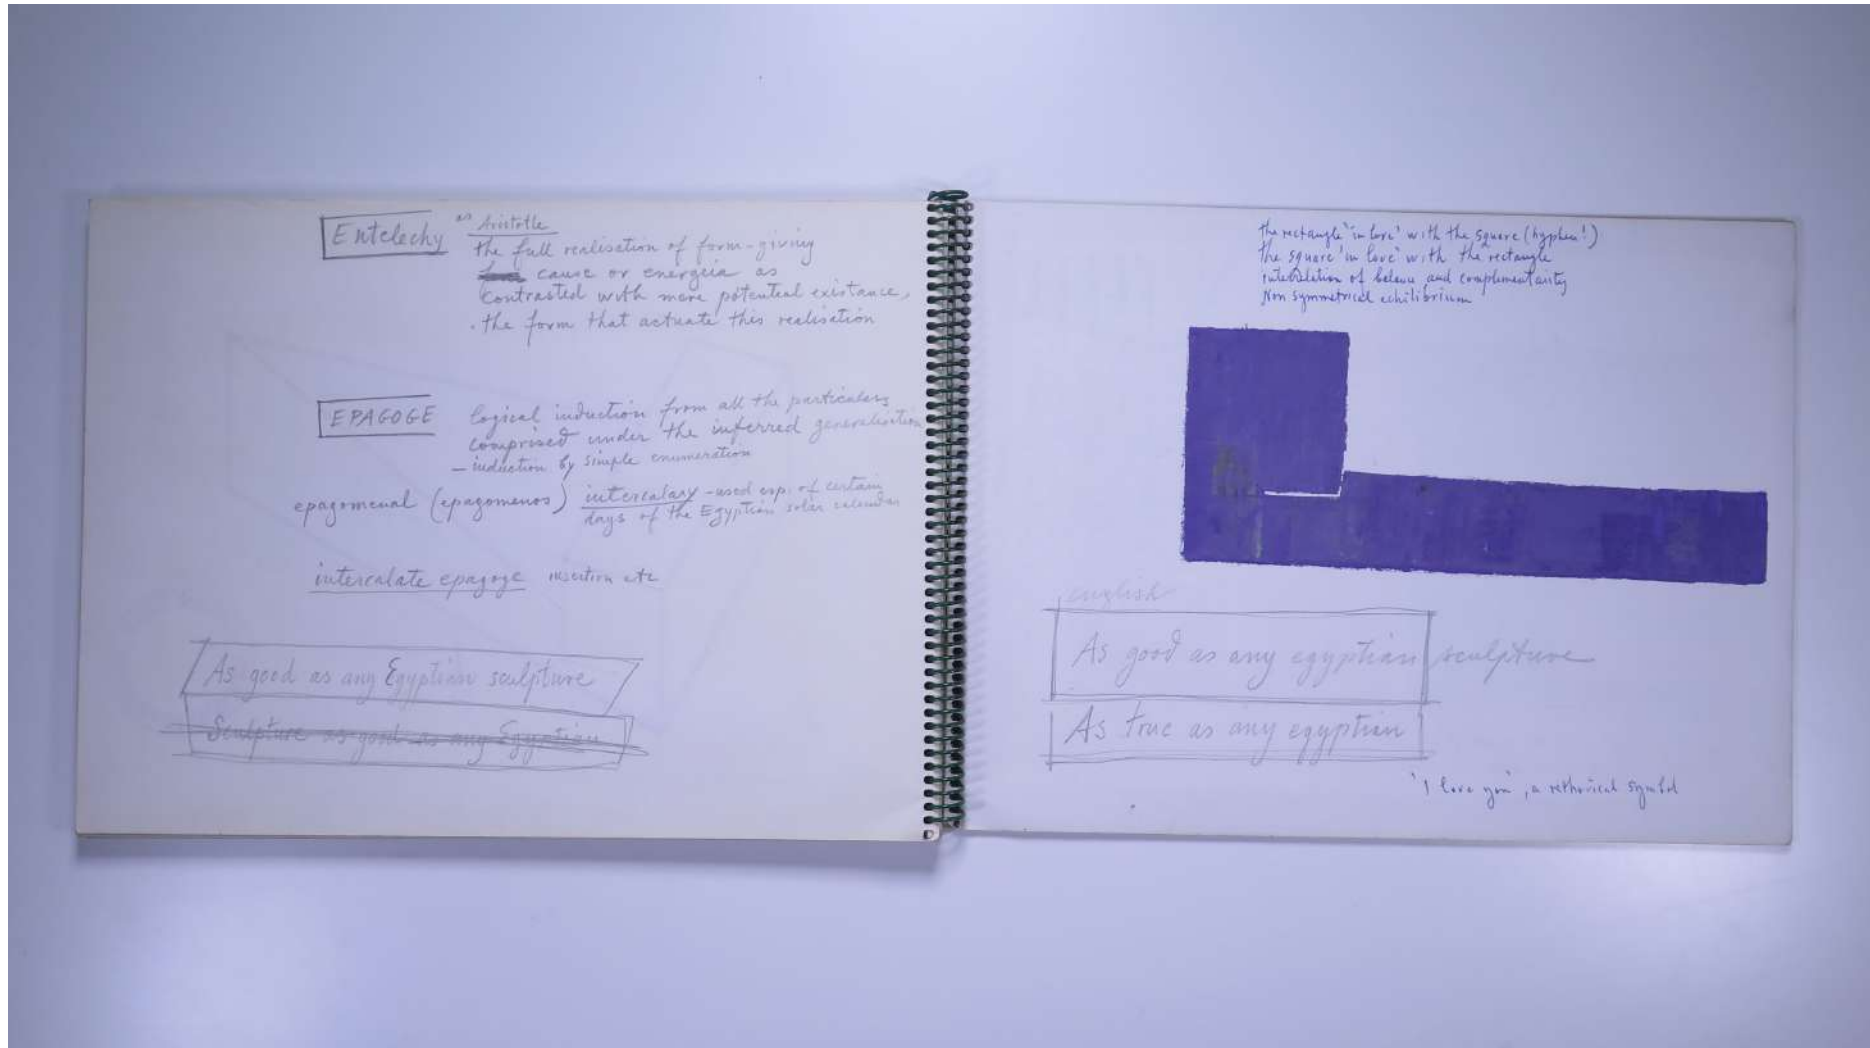 Entelechy as Aristotle
the full realisation of form-giving
cause or energeia as
contrasted with mere potential existance,
. the form that actuate this realisation
EPAGOGE logical induction from all the particulars
comprised under the inferred generalisation
– induction by simple enumeration
epagomenal (epagomenos) intercalary - used esp. of certain
days of the Egyptian solar calendar
intercalate epagoge insertion etc
As good as any Egyptian sculpture
Sculpture as good as any Egyptian
the rectangle 'in love' with the square (hyphen!)
the square 'in love' with the rectangle
interrelation of balance and complementarity
Non symmetrical echilibrium
english
As good as any egyptian sculpture
As true as any egyptian
'I love you', a rethorical symbol